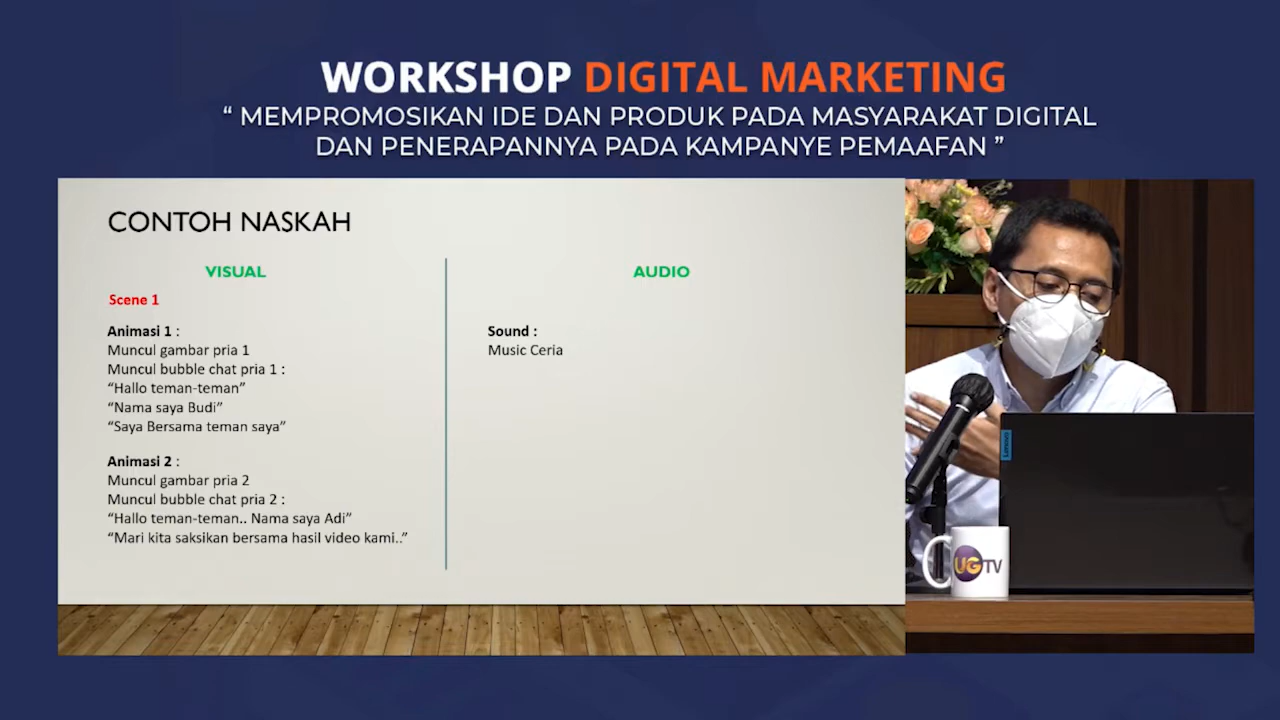 WORKSHOP DIGITAL MARKETING
“ MEMPROMOSIKAN IDE DAN PRODUK PADA MASYARAKAT DIGITAL
DAN PENERAPANNYA PADA KAMPANYE PEMAAFAN ”
CONTOH NASKAH
VISUAL
Scene 1
Animasi 1 :
Muncul gambar pria 1
Muncul bubble chat pria 1 :
“Hallo teman-teman”
“Nama saya Budi”
“Saya Bersama teman saya”
Animasi 2 :
Muncul gambar pria 2
Muncul bubble chat pria 2 :
“Hallo teman-teman.. Nama saya Adi”
“Mari kita saksikan bersama hasil video kami..”
AUDIO
Sound :
Music Ceria
Lenovo
UGTV